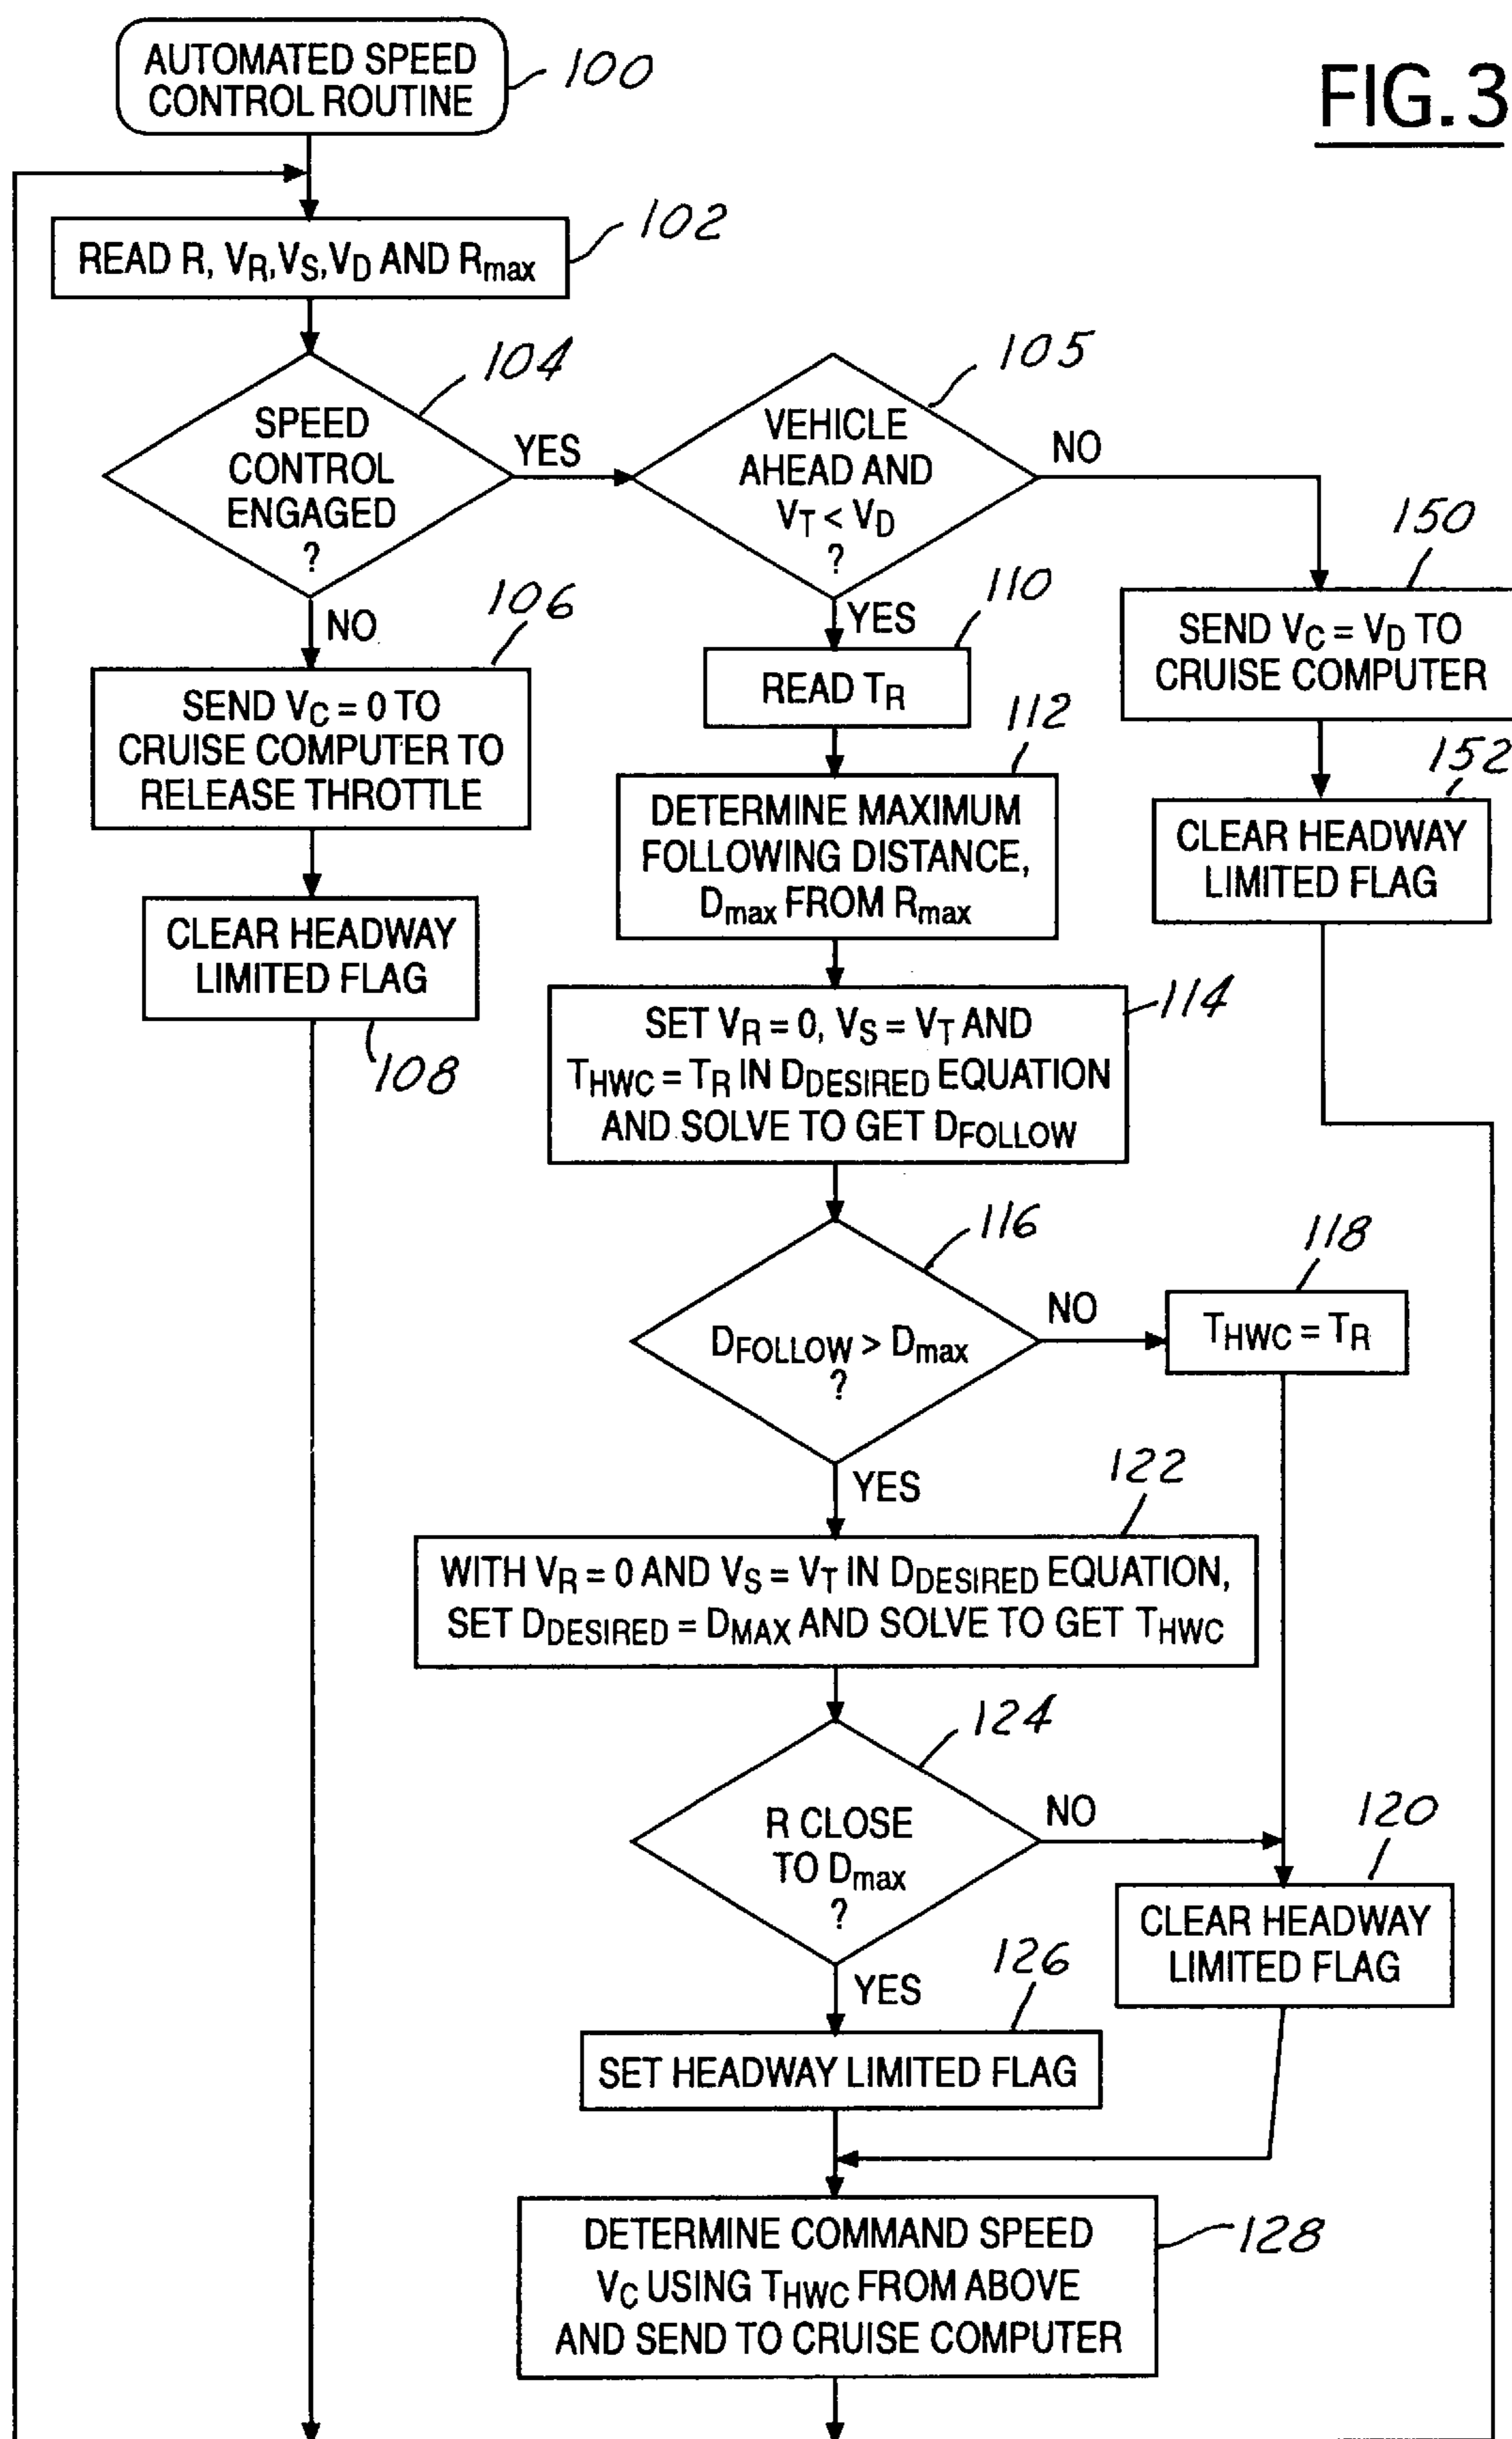 FIG. 3
AUTOMATED SPEED
CONTROL ROUTINE
100
READ R, VR, VS, VD AND Rmax
102
SPEED
CONTROL
ENGAGED
?
104
YES
NO
VEHICLE
AHEAD AND
VT < VD
?
105
NO
YES
SEND VC = 0 TO
CRUISE COMPUTER TO
RELEASE THROTTLE
106
CLEAR HEADWAY
LIMITED FLAG
108
READ TR
110
SEND VC = VD TO
CRUISE COMPUTER
150
CLEAR HEADWAY
LIMITED FLAG
152
DETERMINE MAXIMUM
FOLLOWING DISTANCE,
Dmax FROM Rmax
112
SET VR = 0, VS = VT AND
THWC = TR IN DDESIRED EQUATION
AND SOLVE TO GET DFOLLOW
114
DFOLLOW > Dmax
?
116
NO
YES
THWC = TR
118
WITH VR = 0 AND VS = VT IN DDESIRED EQUATION,
SET DDESIRED = DMAX AND SOLVE TO GET THWC
122
R CLOSE
TO Dmax
?
124
NO
YES
CLEAR HEADWAY
LIMITED FLAG
120
SET HEADWAY LIMITED FLAG
126
DETERMINE COMMAND SPEED
VC USING THWC FROM ABOVE
AND SEND TO CRUISE COMPUTER
128